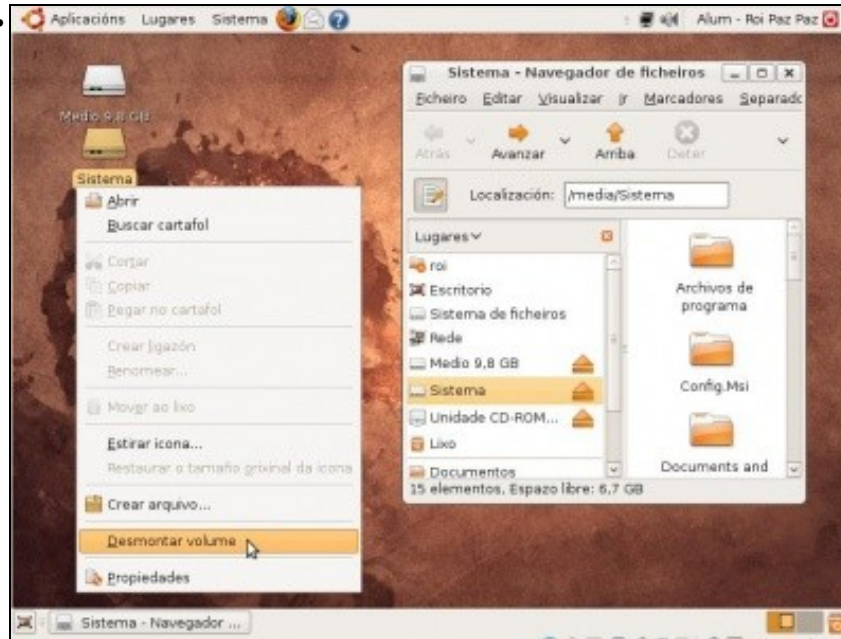 Aplicacións Lugares Sistema
Alum - Roi Paz Paz
Medio 9,8 GB
Sistema
Abrir
Buscar cartafol
Cortar
Copiar
Pegar no cartafol
Crear ligazón
Renomear...
Mover ao lixo
Estirar icona...
Restaurar o tamaño orixinal da icona
Crear arquivo...
Desmontar volume
Propiedades
Sistema - Navegador de ficheiros
Ficheiro Editar Visualizar Ir Marcadores Separado
Atrás Avanzar Arriba Deter
Localización: /media/Sistema
Lugares
roi
Escritorio
Sistema de ficheiros
Rede
Medio 9,8 GB
Sistema
Unidade CD-ROM...
Lixo
Documentos
Archivos de
programa
Config.Msi
Documents and
15 elementos, Espazo libre: 6,7 GB
Sistema - Navegador ...